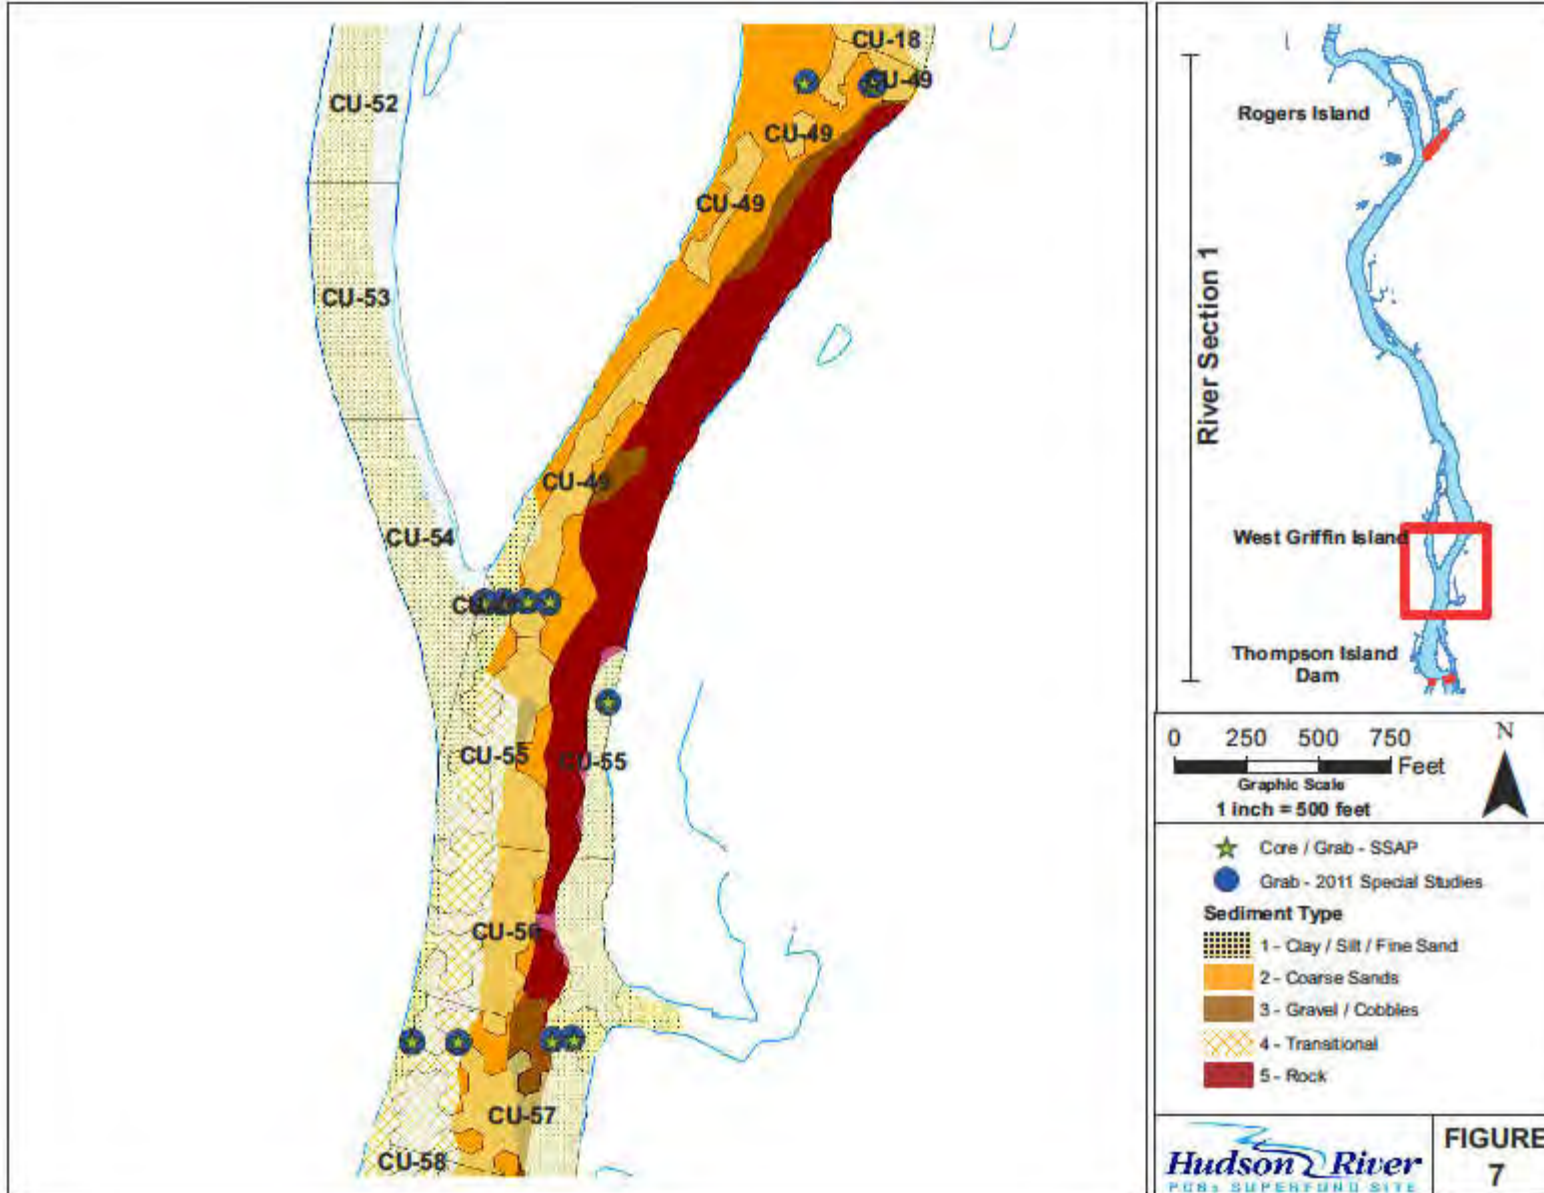 CU-18
CU-52
CU-49
CU-49
CU-49
CU-53
CU-49
CU-54
CU-55
CU-55
CU-56
CU-57
CU-58
Rogers Island
River Section 1
West Griffin Island
Thompson Island
Dam
0 250 500 750
Feet
N
Graphic Scale
1 inch = 500 feet
Core / Grab - SSAP
Grab - 2011 Special Studies
Sediment Type
1 - Clay / Silt / Fine Sand
2 - Coarse Sands
3 - Gravel / Cobbles
4 - Transitional
5 - Rock
Hudson River
PCBs SUPERFUND SITE
FIGURE
7